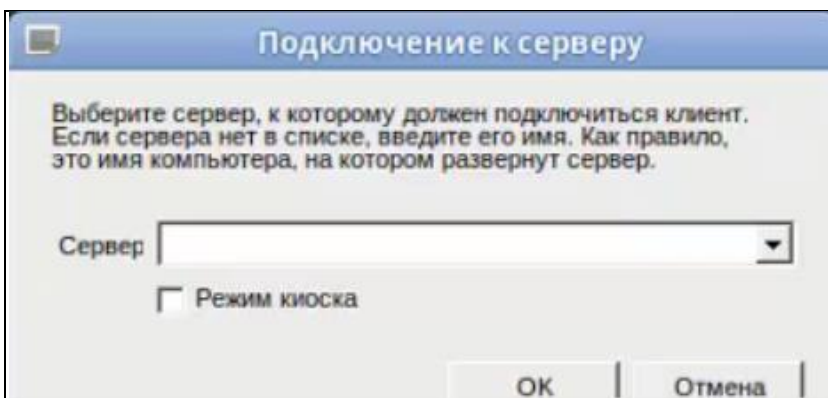 Подключение к серверу
Выберите сервер, к которому должен подключиться клиент.
Если сервера нет в списке, введите его имя. Как правило,
это имя компьютера, на котором развернут сервер.
Сервер
Режим киоска
ОК Отмена